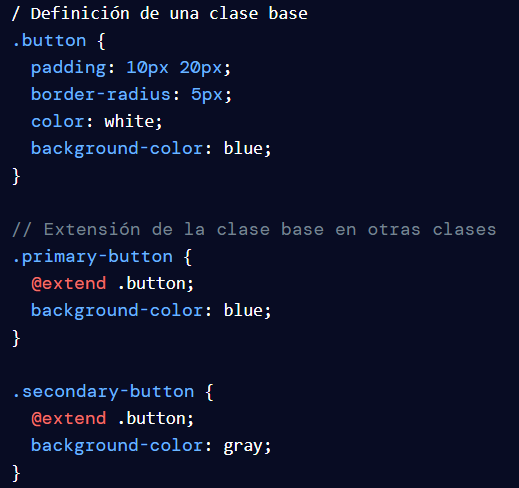 / Definición de una clase base
.button {
  padding: 10px 20px;
  border-radius: 5px;
  color: white;
  background-color: blue;
}

// Extensión de la clase base en otras clases
.primary-button {
  @extend .button;
  background-color: blue;
}

.secondary-button {
  @extend .button;
  background-color: gray;
}